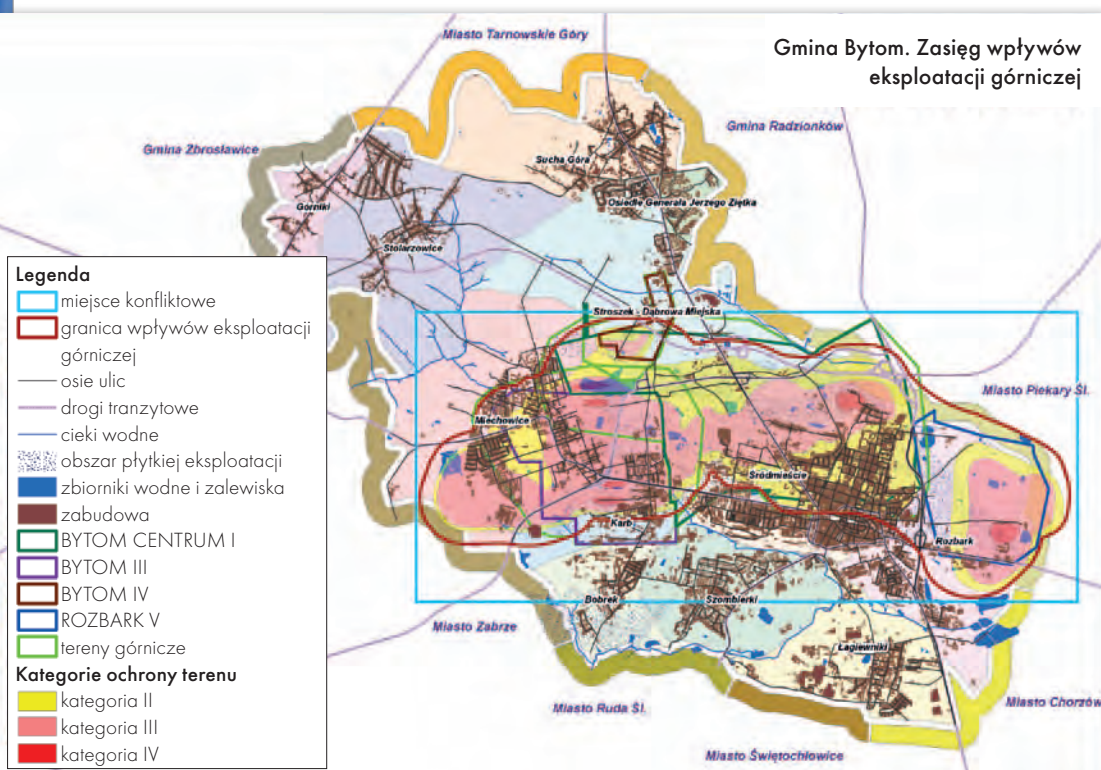 Gmina Bytom. Zasięg wpływów
eksploatacji górniczej
Miasto Tarnowskie Góry
Gmina Radzionków
Gmina Zbrosławice
Sucha Góra
Górniki
Osiedle Generała Jerzego Ziętka
Stolarzowice
Stroszek - Dąbrowa Miejska
Miasto Piekary Śl.
Miechowice
Śródmieście
Karb
Rozbark
Bobrek
Szombierki
Miasto Zabrze
Łagiewniki
Miasto Ruda Śl.
Miasto Chorzów
Miasto Świętochłowice
Legenda
miejsce konfliktowe
granica wpływów eksploatacji
górniczej
osie ulic
drogi tranzytowe
cieki wodne
obszar płytkiej eksploatacji
zbiorniki wodne i zalewiska
zabudowa
BYTOM CENTRUM I
BYTOM III
BYTOM IV
ROZBARK V
tereny górnicze
Kategorie ochrony terenu
kategoria II
kategoria III
kategoria IV